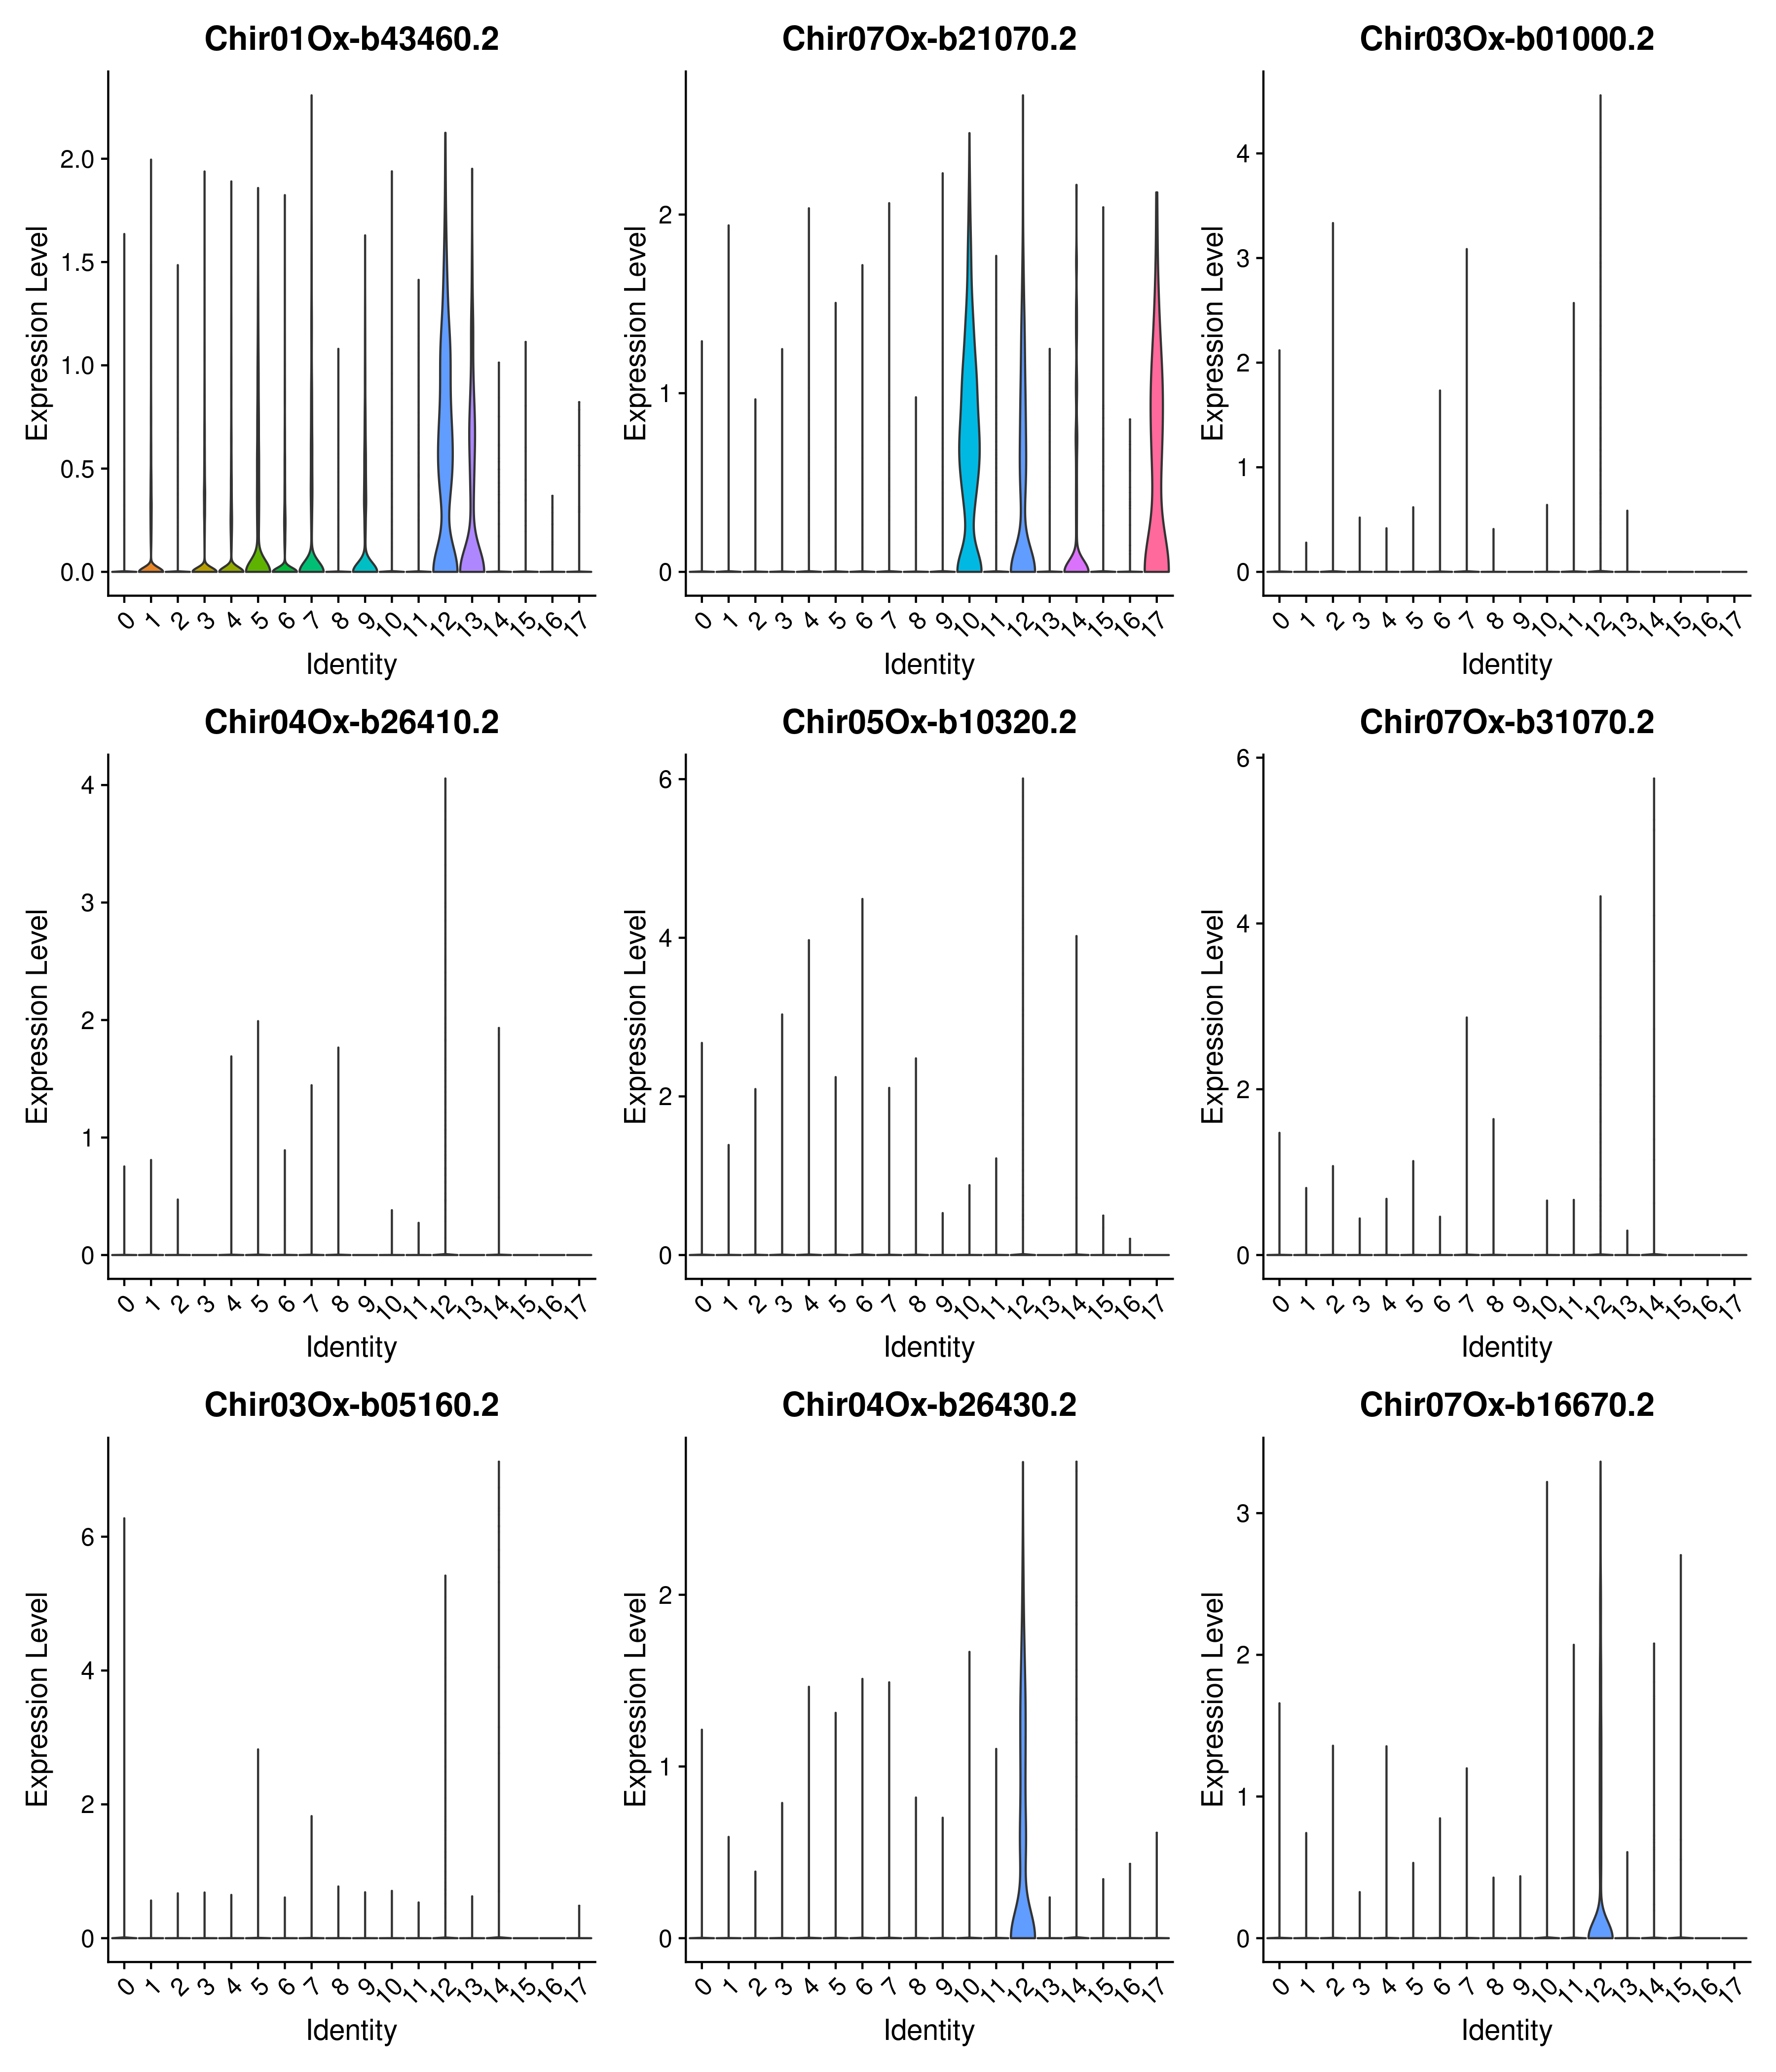 Chir01Ox-b43460.2
Expression Level
2.0
1.5
1.0
0.5
0.0
0 1 2 3 4 5 6 7 8 9 10 11 12 13 14 15 16 17
Identity
Chir07Ox-b21070.2
Expression Level
2
1
0
0 1 2 3 4 5 6 7 8 9 10 11 12 13 14 15 16 17
Identity
Chir03Ox-b01000.2
Expression Level
4
3
2
1
0
0 1 2 3 4 5 6 7 8 9 10 11 12 13 14 15 16 17
Identity
Chir04Ox-b26410.2
Expression Level
4
3
2
1
0
0 1 2 3 4 5 6 7 8 9 10 11 12 13 14 15 16 17
Identity
Chir05Ox-b10320.2
Expression Level
6
4
2
0
0 1 2 3 4 5 6 7 8 9 10 11 12 13 14 15 16 17
Identity
Chir07Ox-b31070.2
Expression Level
6
4
2
0
0 1 2 3 4 5 6 7 8 9 10 11 12 13 14 15 16 17
Identity
Chir03Ox-b05160.2
Expression Level
6
4
2
0
0 1 2 3 4 5 6 7 8 9 10 11 12 13 14 15 16 17
Identity
Chir04Ox-b26430.2
Expression Level
2
1
0
0 1 2 3 4 5 6 7 8 9 10 11 12 13 14 15 16 17
Identity
Chir07Ox-b16670.2
Expression Level
3
2
1
0
0 1 2 3 4 5 6 7 8 9 10 11 12 13 14 15 16 17
Identity